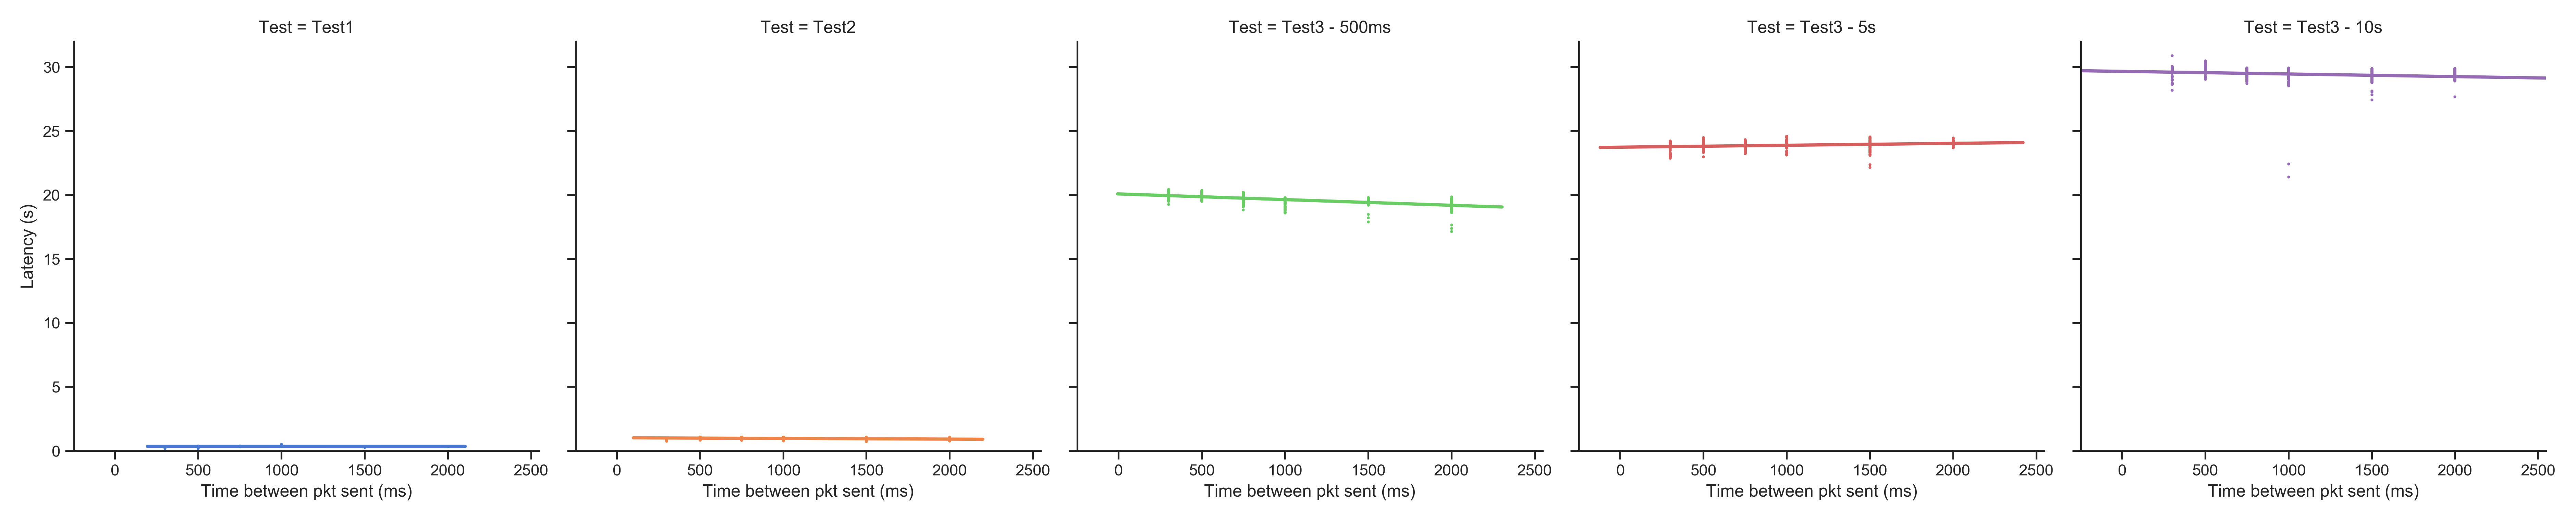 Test = Test1
Test = Test2
Test = Test3 - 500ms
Test = Test3 - 5s
Test = Test3 - 10s
Latency (s)
30
25
20
15
10
5
0
0 500 1000 1500 2000 2500
0 500 1000 1500 2000 2500
0 500 1000 1500 2000 2500
0 500 1000 1500 2000 2500
0 500 1000 1500 2000 2500
Time between pkt sent (ms)
Time between pkt sent (ms)
Time between pkt sent (ms)
Time between pkt sent (ms)
Time between pkt sent (ms)